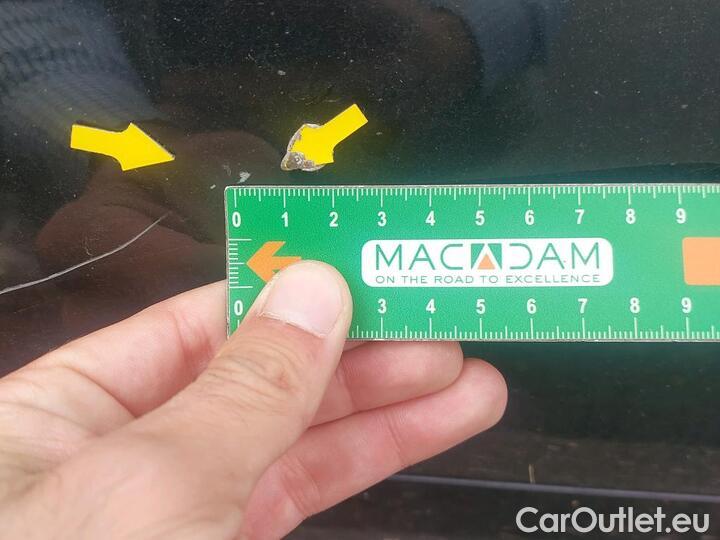 0 1 2 3 4 5 6 7 8 9
MACADAM
ON THE ROAD TO EXCELLENCE
0 3 4 5 6 7 8 9
CarOutlet.eu